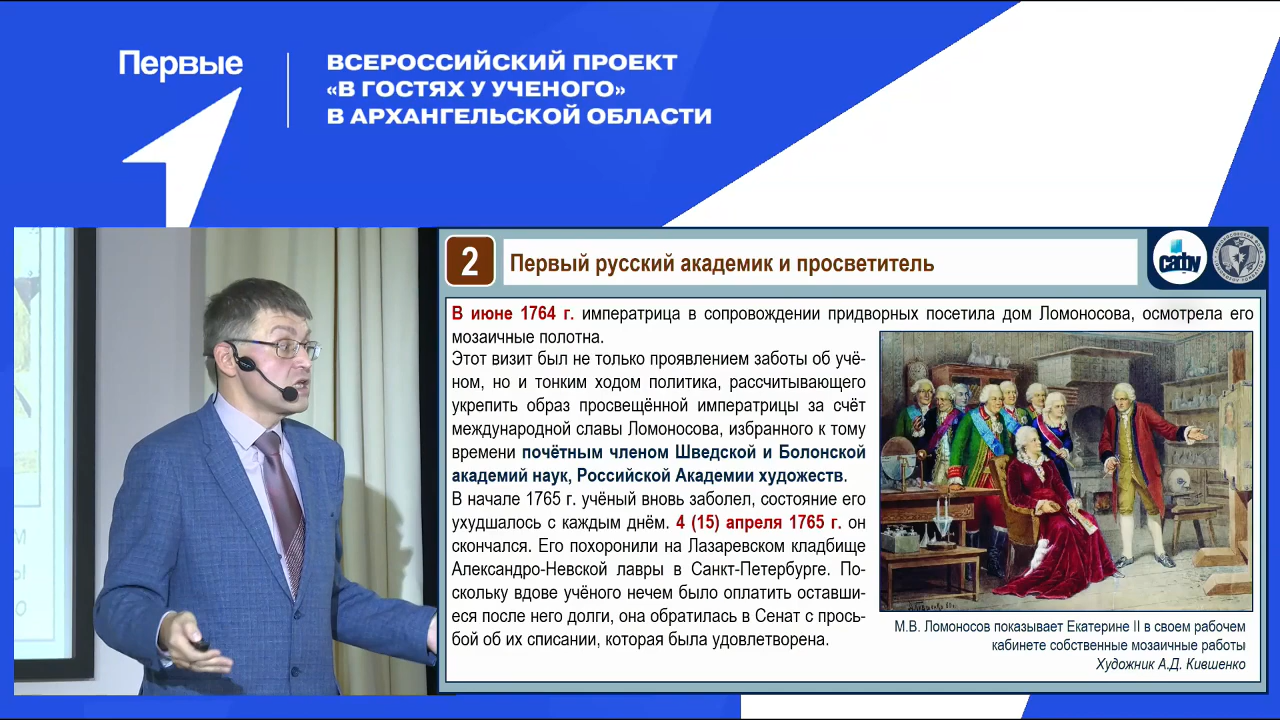 Первые
ВСЕРОССИЙСКИЙ ПРОЕКТ
«В ГОСТЯХ У УЧЕНОГО»
В АРХАНГЕЛЬСКОЙ ОБЛАСТИ
2
Первый русский академик и просветитель
сафу
В июне 1764 г. императрица в сопровождении придворных посетила дом Ломоносова, осмотрела его
мозаичные полотна.
Этот визит был не только проявлением заботы об учё-
ном, но и тонким ходом политика, рассчитывающего
укрепить образ просвещённой императрицы за счёт
международной славы Ломоносова, избранного к тому
времени почётным членом Шведской и Болонской
академий наук, Российской Академии художеств.
В начале 1765 г. учёный вновь заболел, состояние его
ухудшалось с каждым днём. 4 (15) апреля 1765 г. он
скончался. Его похоронили на Лазаревском кладбище
Александро-Невской лавры в Санкт-Петербурге. По-
скольку вдове учёного нечем было оплатить оставши-
еся после него долги, она обратилась в Сенат с прось-
бой об их списании, которая была удовлетворена.
М.В. Ломоносов показывает Екатерине II в своем рабочем
кабинете собственные мозаичные работы
Художник А.Д. Кившенко